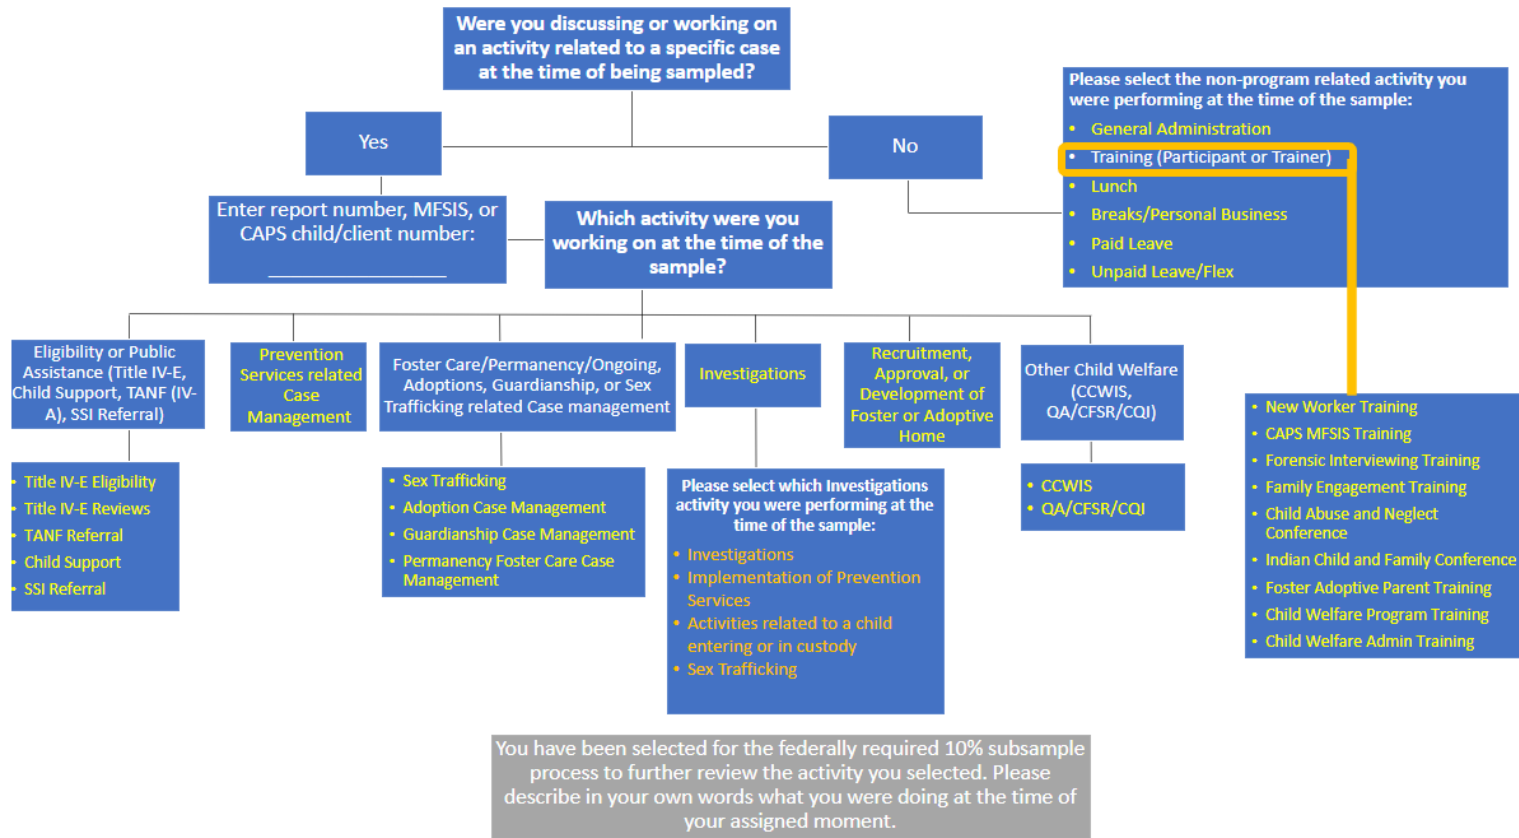 Were you discussing or working on
an activity related to a specific case
at the time of being sampled?
Please select the non-program related activity you
were performing at the time of the sample:
• General Administration
• Training (Participant or Trainer)
• Lunch
• Breaks/Personal Business
• Paid Leave
• Unpaid Leave/Flex
Yes
No
Enter report number, MFSIS, or
CAPS child/client number:
Which activity were you
working on at the time of the
sample?
Eligibility or Public
Assistance (Title IV-E,
Child Support, TANF (IV-
A), SSI Referral)
Prevention
Services related
Case
Management
Foster Care/Permanency/Ongoing,
Adoptions, Guardianship, or Sex
Trafficking related Case management
Investigations
Recruitment,
Approval, or
Development of
Foster or Adoptive
Home
Other Child Welfare
(CCWIS,
QA/CFSR/CQI)
• Title IV-E Eligibility
• Title IV-E Reviews
• TANF Referral
• Child Support
• SSI Referral
• Sex Trafficking
• Adoption Case Management
• Guardianship Case Management
• Permanency Foster Care Case
Management
Please select which Investigations
activity you were performing at the
time of the sample:
• Investigations
• Implementation of Prevention
Services
• Activities related to a child
entering or in custody
• Sex Trafficking
• CCWIS
• QA/CFSR/CQI
• New Worker Training
• CAPS MFSIS Training
• Forensic Interviewing Training
• Family Engagement Training
• Child Abuse and Neglect
Conference
• Indian Child and Family Conference
• Foster Adoptive Parent Training
• Child Welfare Program Training
• Child Welfare Admin Training
You have been selected for the federally required 10% subsample
process to further review the activity you selected. Please
describe in your own words what you were doing at the time of
your assigned moment.